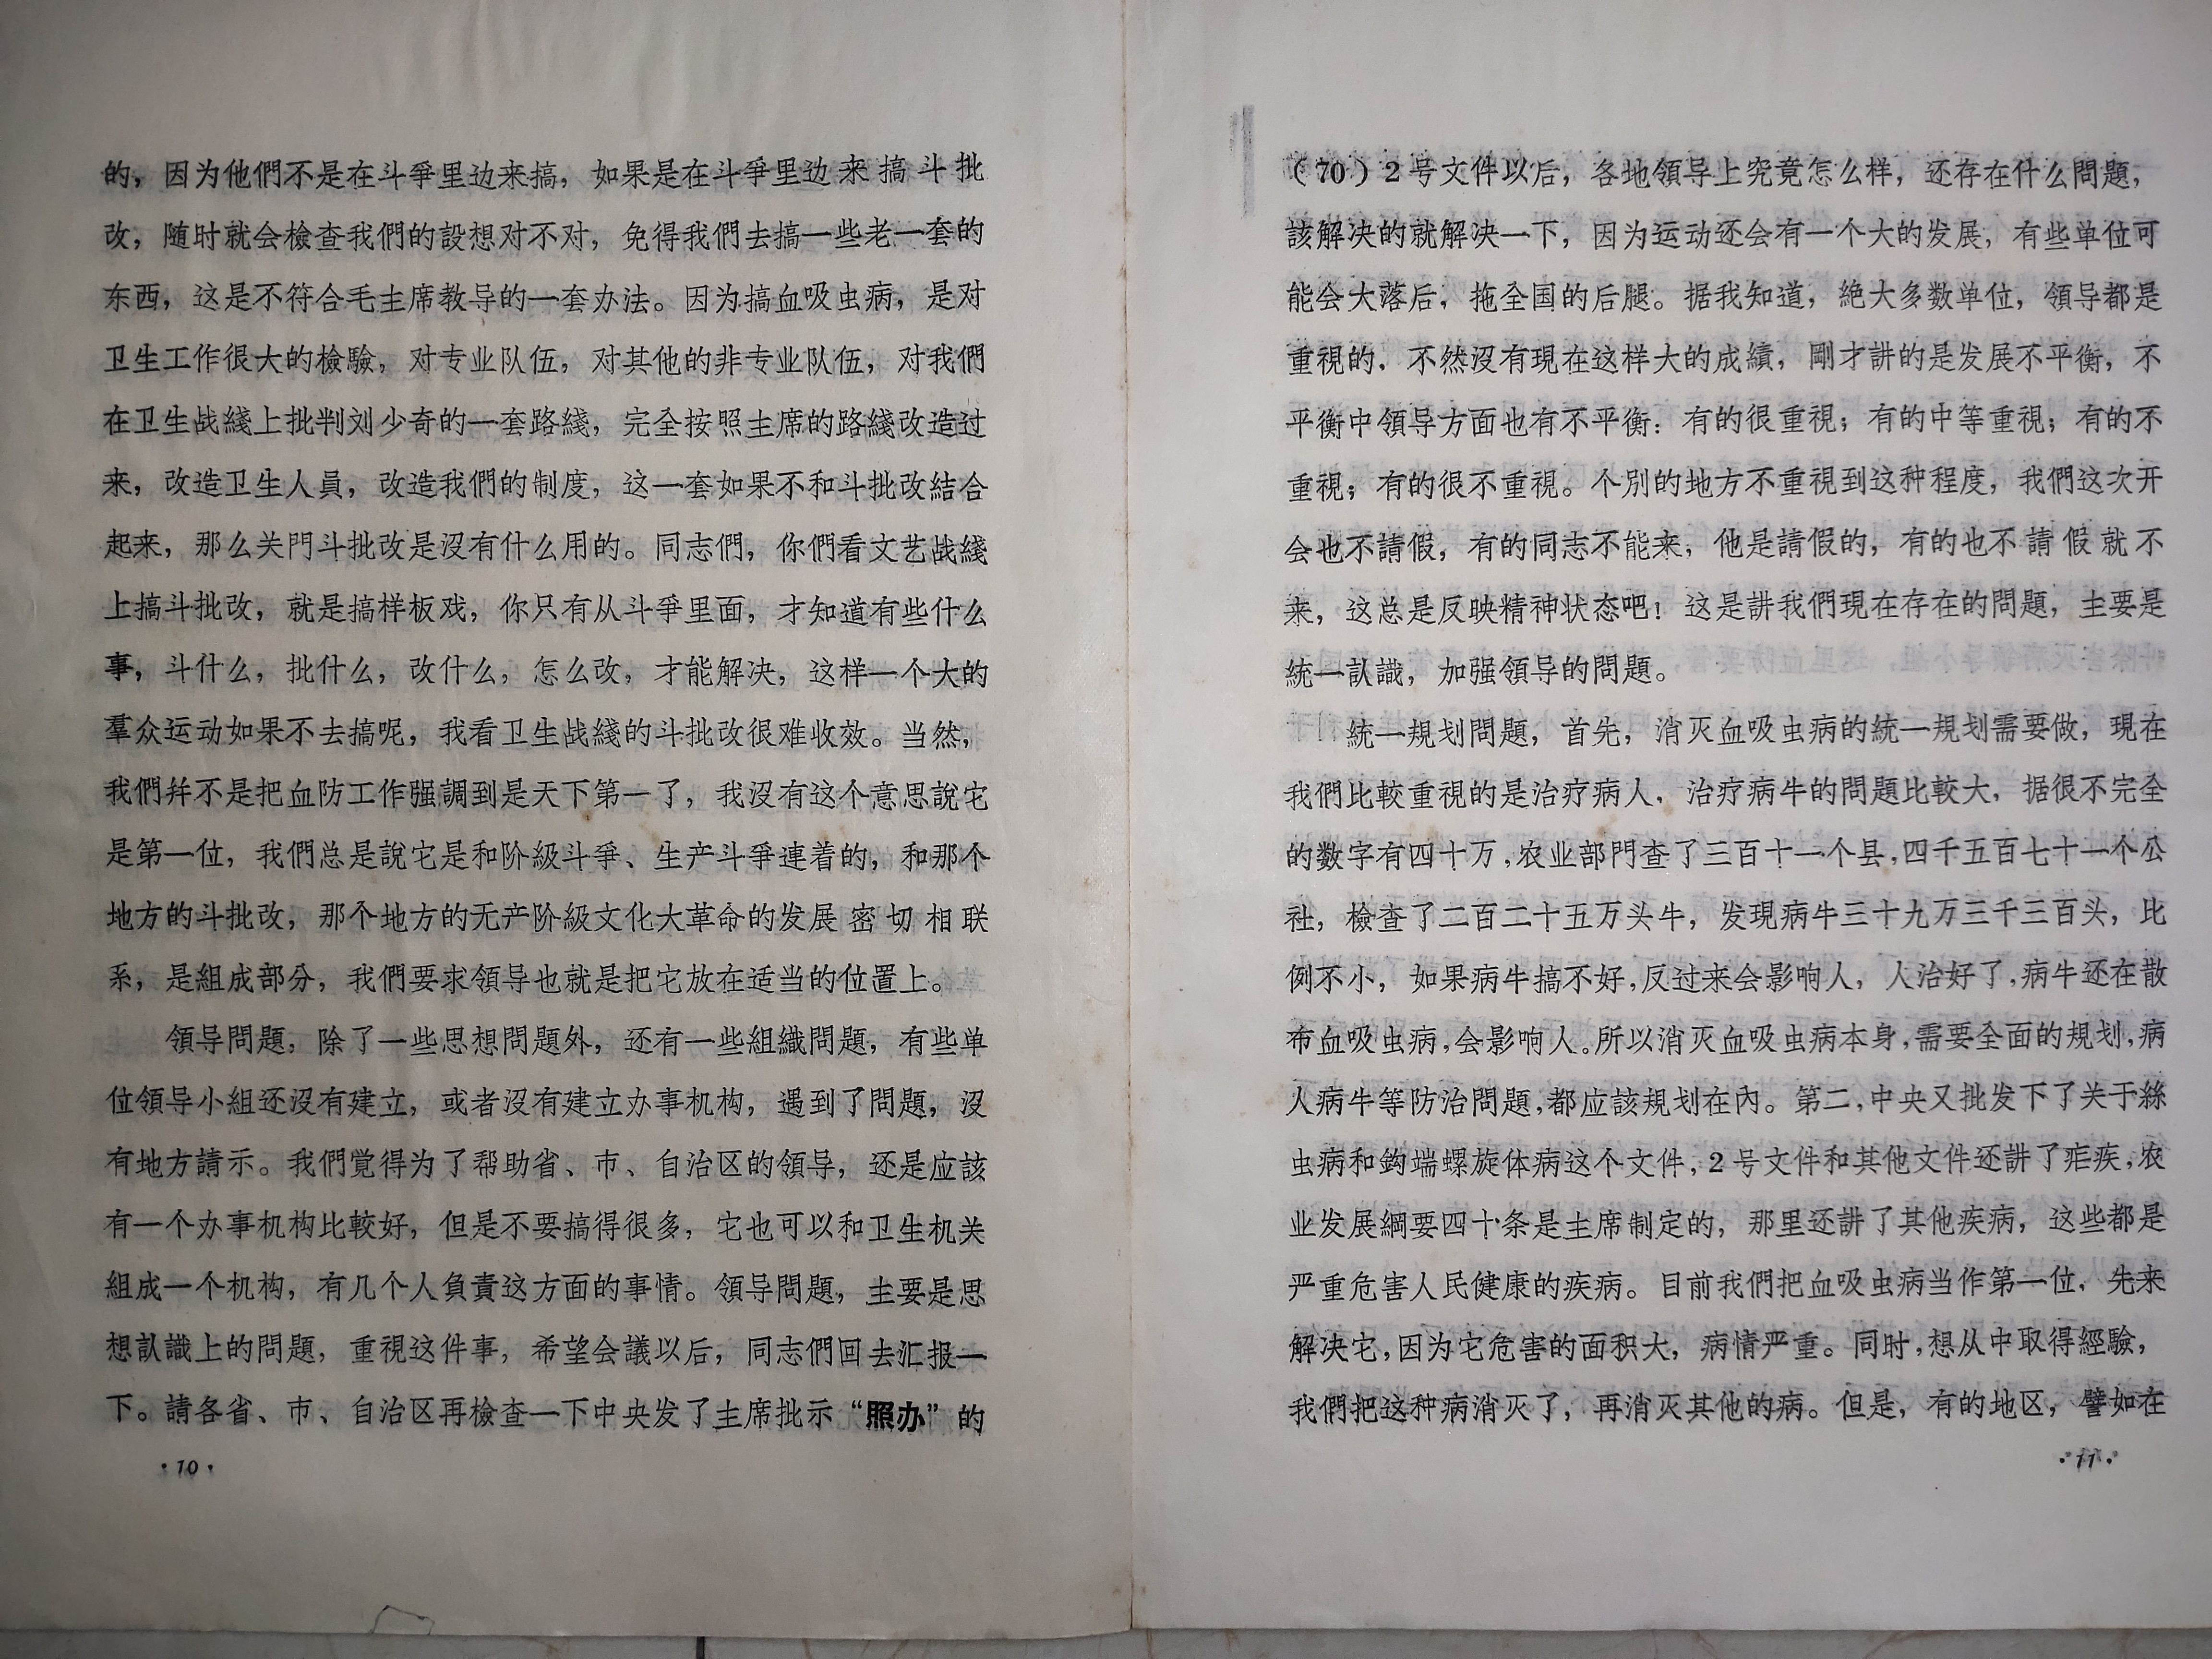 的，因为他們不是在斗爭里边来搞，如果是在斗爭里边来搞斗批
改，随时就会檢查我們的設想对不对，免得我們去搞一些老一套的
东西，这是不符合毛主席教导的一套办法。因为搞血吸虫病，是对
卫生工作很大的檢驗，对专业队伍，对其他的非专业队伍，对我們
在卫生战綫上批判刘少奇的一套路綫，完全按照主席的路綫改造过
来，改造卫生人員，改造我們的制度，这一套如果不和斗批改結合
起来，那么关門斗批改是沒有什么用的。同志們，你們看文艺战綫
上搞斗批改，就是搞样板戏，你只有从斗爭里面，才知道有些什么
事，斗什么，批什么，改什么，怎么改，才能解决，这样一个大的
羣众运动如果不去搞呢，我看卫生战綫的斗批改很难收效。当然，
我們幷不是把血防工作强調到是天下第一了，我沒有这个意思說它
是第一位，我們总是說它是和阶級斗爭、生产斗爭連着的，和那个
地方的斗批改，那个地方的无产阶級文化大革命的发展密切相联
系，是組成部分，我們要求領导也就是把它放在适当的位置上。
領导問題，除了一些思想問題外，还有一些組織問題，有些单
位領导小組还沒有建立，或者沒有建立办事机构，遇到了問題，沒
有地方請示。我們覚得为了帮助省、市、自治区的領导，还是应該
有一个办事机构比較好，但是不要搞得很多，它也可以和卫生机关
組成一个机构，有几个人負責这方面的事情。領导問題，主要是思
想訙識上的問題，重視这件事，希望会議以后，同志們回去汇报一
下。請各省、市、自治区再檢查一下中央发了主席批示“照办”的
·10·
（70）2号文件以后，各地領导上究竟怎么样，还存在什么問題，
該解决的就解决一下，因为运动还会有一个大的发展，有些单位可
能会大落后，拖全国的后腿。据我知道，絶大多数单位，領导都是
重視的，不然沒有現在这样大的成績，剛才講的是发展不平衡，不
平衡中領导方面也有不平衡：有的很重視；有的中等重視；有的不
重視；有的很不重視。个別的地方不重視到这种程度，我們这次开
会也不請假，有的同志不能来，他是請假的，有的也不請假就不
来，这总是反映精神状态吧！这是講我們現在存在的問題，主要是
統一訙識，加强領导的問題。
統一規划問題，首先，消灭血吸虫病的統一規划需要做，現在
我們比較重視的是治疗病人，治疗病牛的問題比較大，据很不完全
的数字有四十万，农业部門查了三百十一个县，四千五百七十一个公
社，檢查了二百二十五万头牛，发現病牛三十九万三千三百头，比
例不小，如果病牛搞不好，反过来会影响人，人治好了，病牛还在散
布血吸虫病，会影响人。所以消灭血吸虫病本身，需要全面的規划，病
人病牛等防治問題，都应該規划在內。第二，中央又批发下了关于絲
虫病和鈎端螺旋体病这个文件，2号文件和其他文件还講了疟疾，农
业发展綱要四十条是主席制定的，那里还講了其他疾病，这些都是
严重危害人民健康的疾病。目前我們把血吸虫病当作第一位，先来
解决它，因为它危害的面积大，病情严重。同时，想从中取得經驗，
我們把这种病消灭了，再消灭其他的病。但是，有的地区，譬如在
·11·